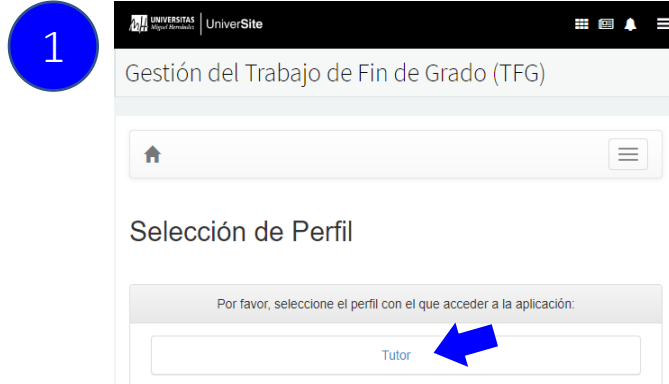 1
UNIVERSITAS
Miguel Hernández
UniverSite
Gestión del Trabajo de Fin de Grado (TFG)
Selección de Perfil
Por favor, seleccione el perfil con el que acceder a la aplicación:
Tutor